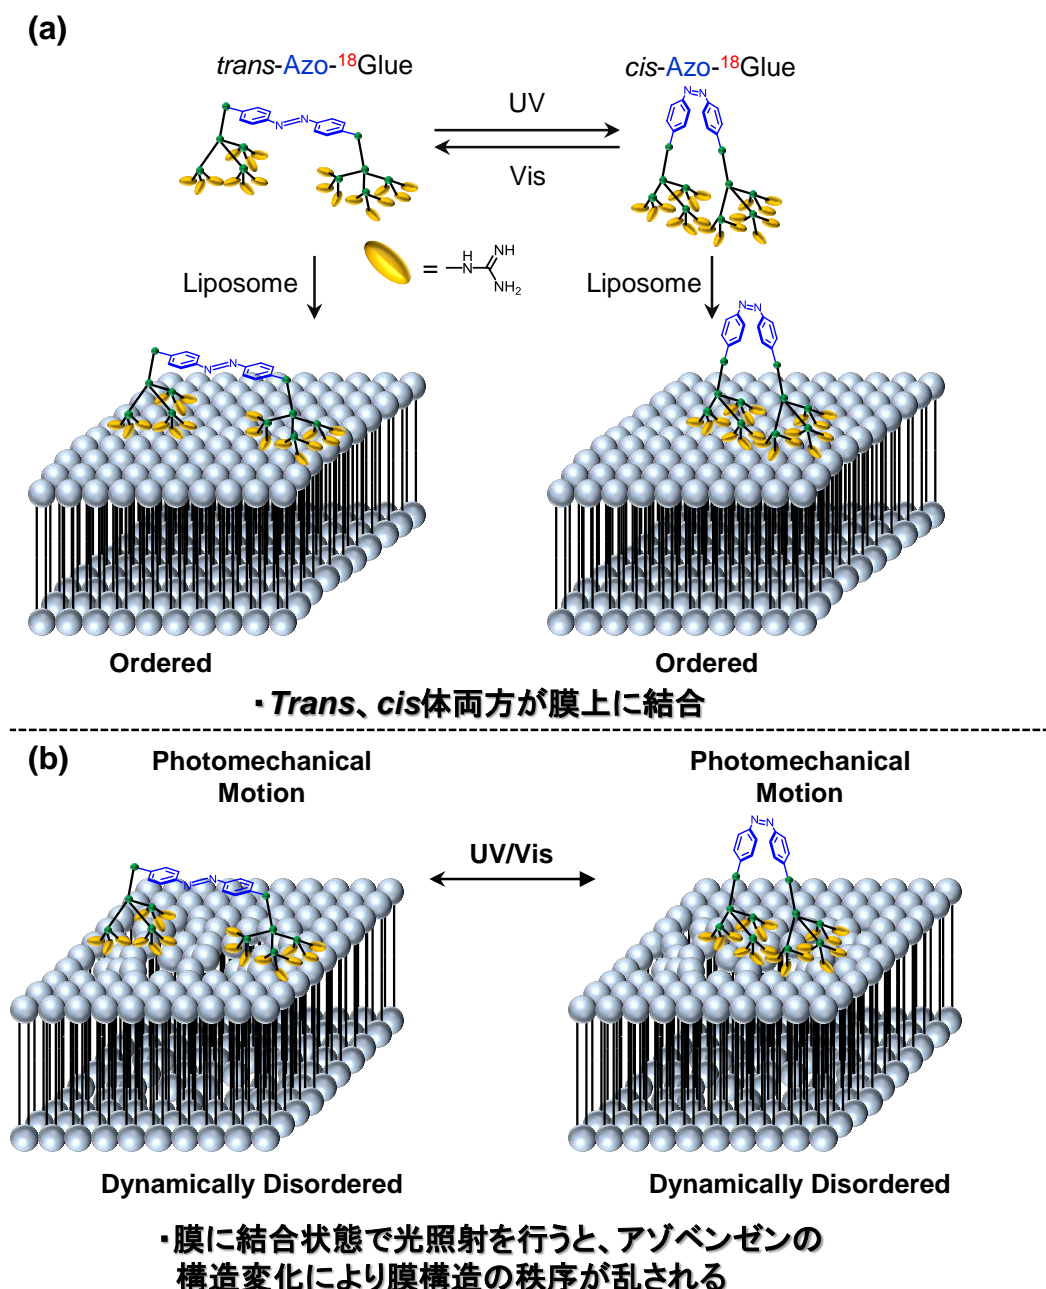 (a)
trans-Azo-18Glue
cis-Azo-18Glue
N=N
N=N
UV
Vis
Liposome
=
H
N
NH
NH2
Liposome
N=N
N=N
Ordered
Ordered
・Trans、cis体両方が膜上に結合
(b)
Photomechanical
Motion
Photomechanical
Motion
N=N
N=N
UV/Vis
Dynamically Disordered
Dynamically Disordered
・膜に結合状態で光照射を行うと、アゾベンゼンの
構造変化により膜構造の秩序が乱される